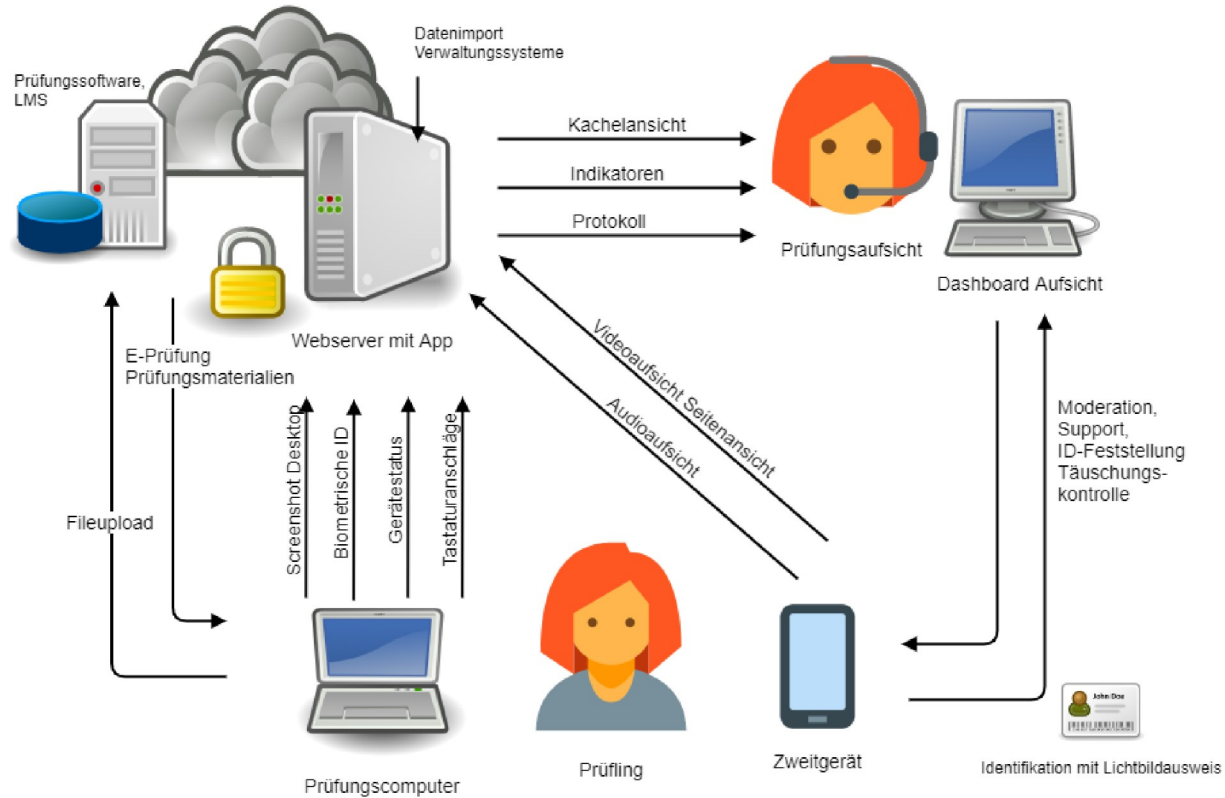 Datenimport
Verwaltungssysteme
Prüfungssoftware,
LMS
Kachelansicht
Indikatoren
Protokoll
Prüfungsaufsicht
Dashboard Aufsicht
Webserver mit App
E-Prüfung
Prüfungsmaterialien
Videoaufsicht Seitenansicht
Audioaufsicht
Moderation,
Support,
ID-Feststellung
Täuschungs-
kontrolle
Fileupload
Screenshot Desktop
Biometrische ID
Gerätestatus
Tastaturanschläge
John Doe
Prüfungscomputer
Prüfling
Zweitgerät
Identifikation mit Lichtbildausweis